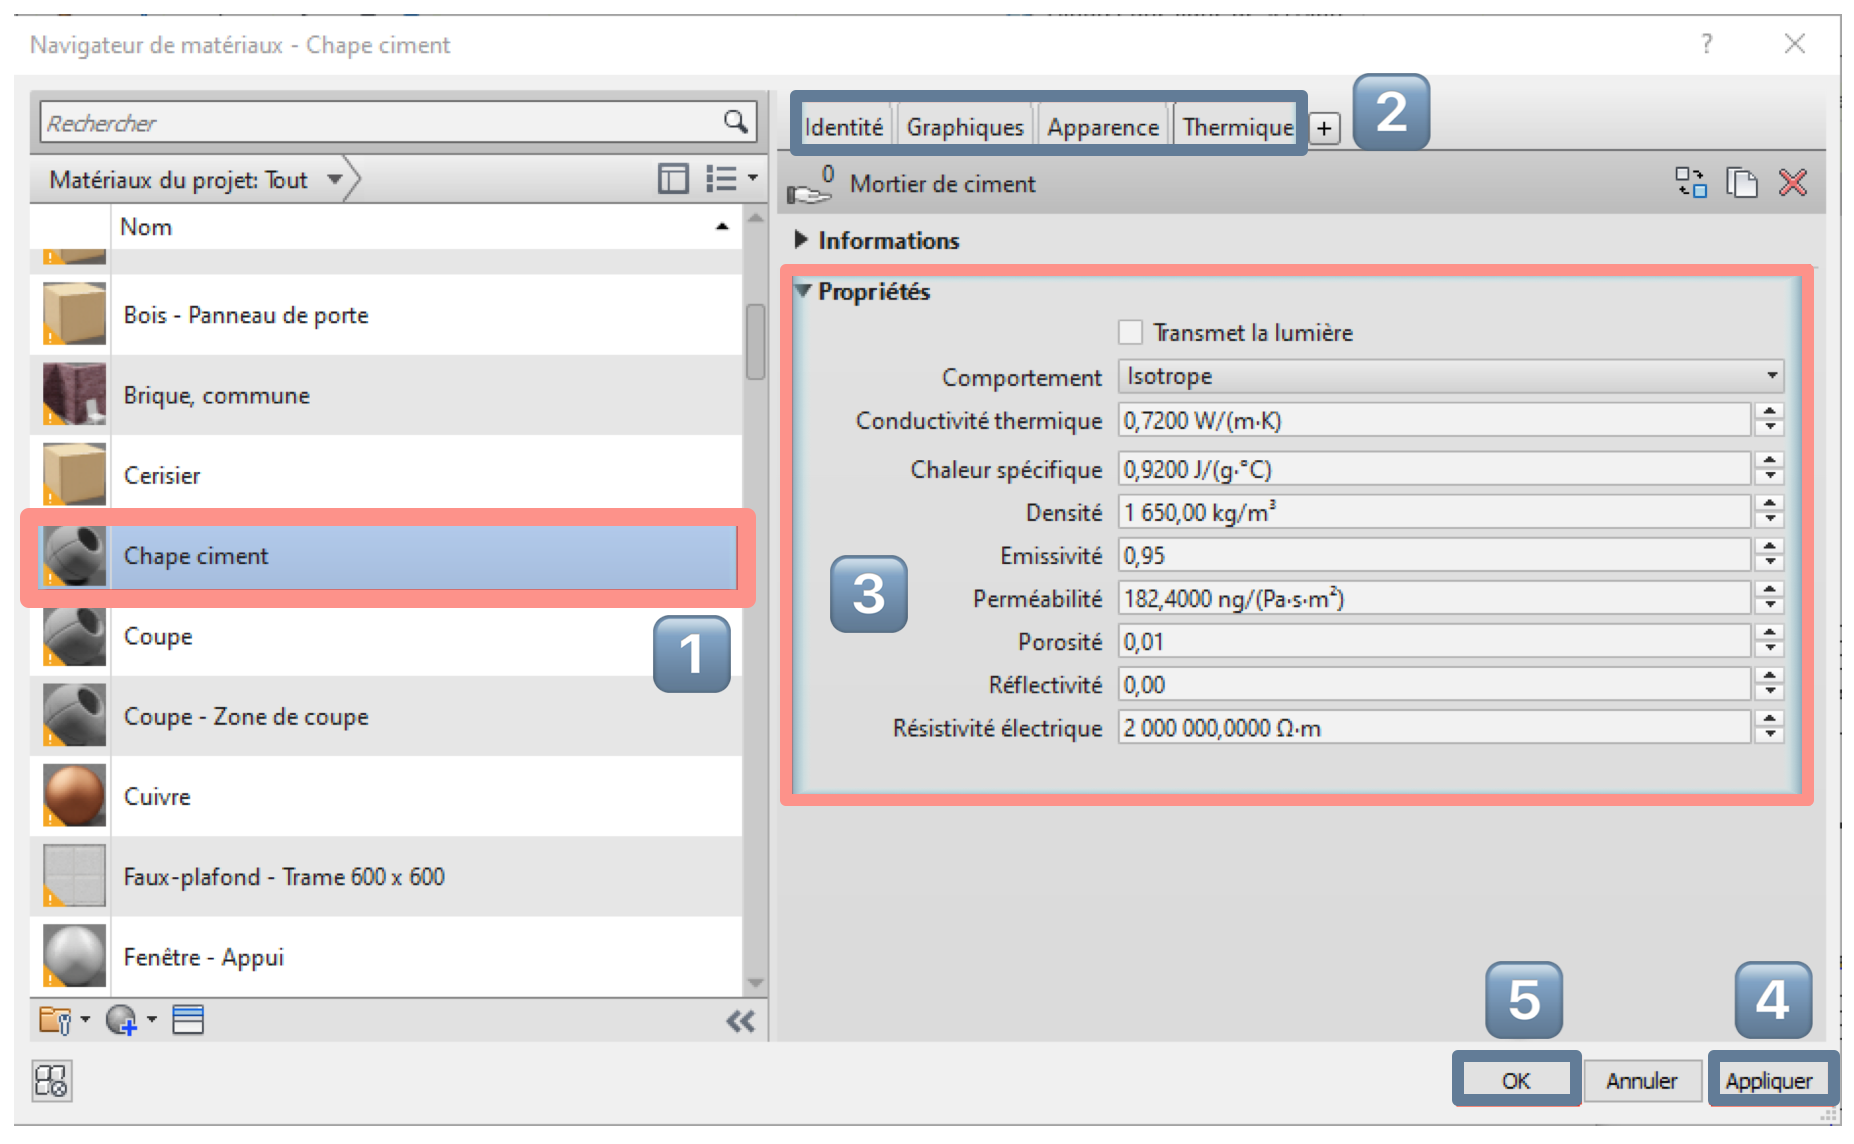 Navigateur de matériaux - Chape ciment
?
Rechercher
Matériaux du projet: Tout
Nom
Bois - Panneau de porte
Brique, commune
Cerisier
Chape ciment
1
Coupe
Coupe - Zone de coupe
Cuivre
Faux-plafond - Trame 600 x 600
Fenêtre - Appui
Identité
Graphiques
Apparence
Thermique
+
2
0
Mortier de ciment
Informations
Propriétés
Transmet la lumière
Comportement Isotrope
Conductivité thermique 0,7200 W/(m·K)
Chaleur spécifique 0,9200 J/(g·°C)
Densité 1 650,00 kg/m³
Emissivité 0,95
3
Perméabilité 182,4000 ng/(Pa·s·m²)
Porosité 0,01
Réflectivité 0,00
Résistivité électrique 2 000 000,0000 Ω·m
5
4
OK
Annuler
Appliquer